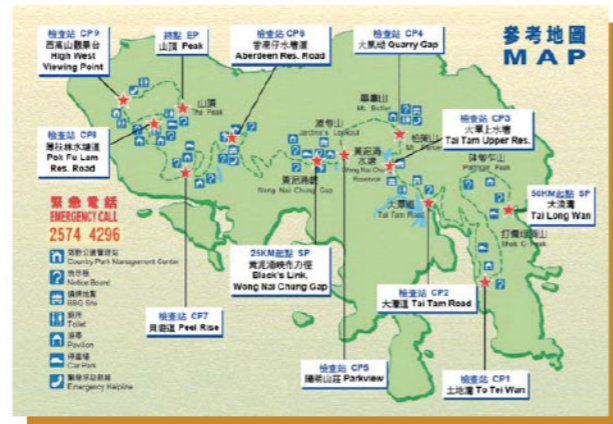 參考地圖
MAP
檢查站 CP9
西高山觀景台
High West
Viewing Point
終點 EP
山頂 Peak
檢查站 CP6
香港仔水塘道
Aberdeen Res. Road
檢查站 CP4
大風坳 Quarry Gap
檢查站 CP3
大潭上水塘
Tai Tam Upper Res.
檢查站 CP8
薄扶林水塘道
Pok Fu Lam
Res. Road
50KM起點 SP
大浪灣
Tai Long Wan
25KM起點 SP
黃泥涌峽布力徑
Black's Link,
Wong Nai Chung Gap
檢查站 CP7
貝璐道 Peel Rise
檢查站 CP2
大潭道 Tai Tam Road
檢查站 CP5
陽明山莊 Parkview
檢查站 CP1
土地灣 To Tei Wan
山頂
The Peak
渣甸山
Jardine's Lookout
畢拿山
Mt. Butler
柏架山
Mt. Parker
黃泥涌
水塘
Wong Nai Chung
Reservoir
黃泥涌峽
Wong Nai Chung Gap
大潭道
Tai Tam Road
砵甸乍山
Pottinger Peak
打爛埕頂山
Shek O Peak
緊急電話
EMERGENCY CALL
2574 4296
郊野公園管理站
Country Park Management Center
告示板
Notice Board
燒烤地點
BBQ Site
廁所
Toilet
涼亭
Pavilion
停車場
Car Park
緊急求助電話
Emergency Helpline